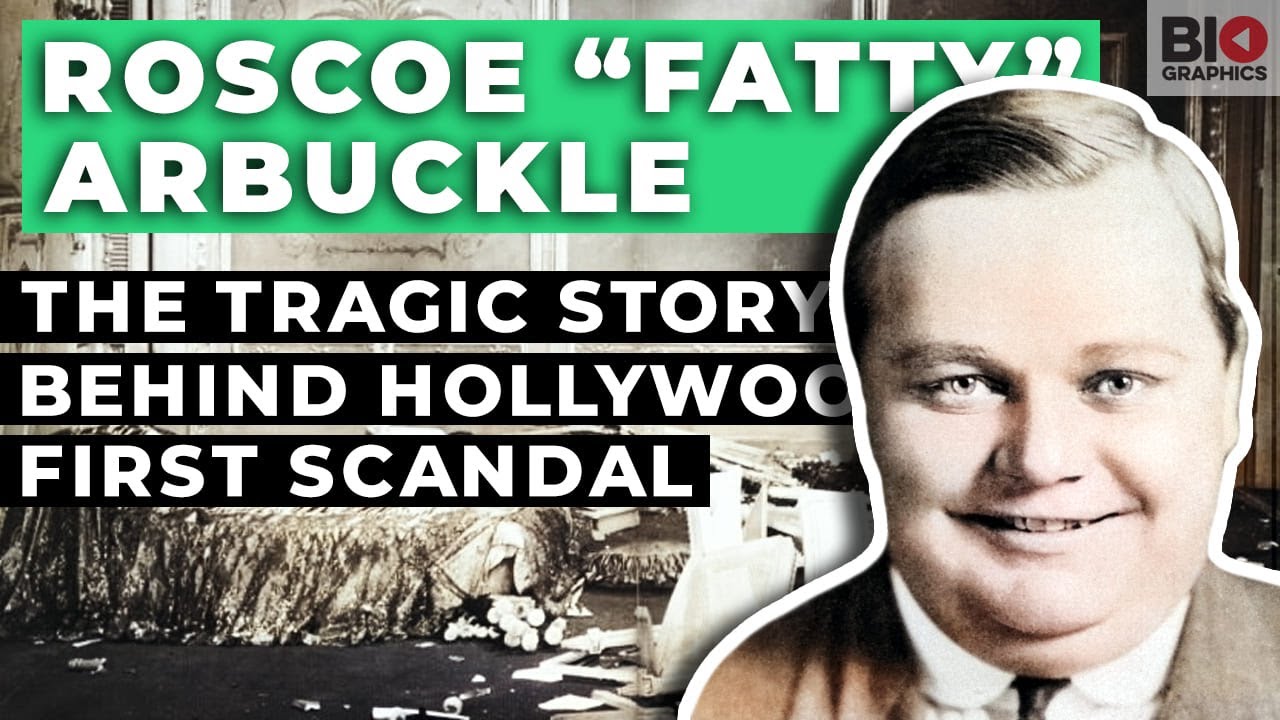 ROSCOE "FATTY"
ARBUCKLE
BIO
GRAPHICS
THE TRAGIC STORY
BEHIND HOLLYWOO
FIRST SCANDAL